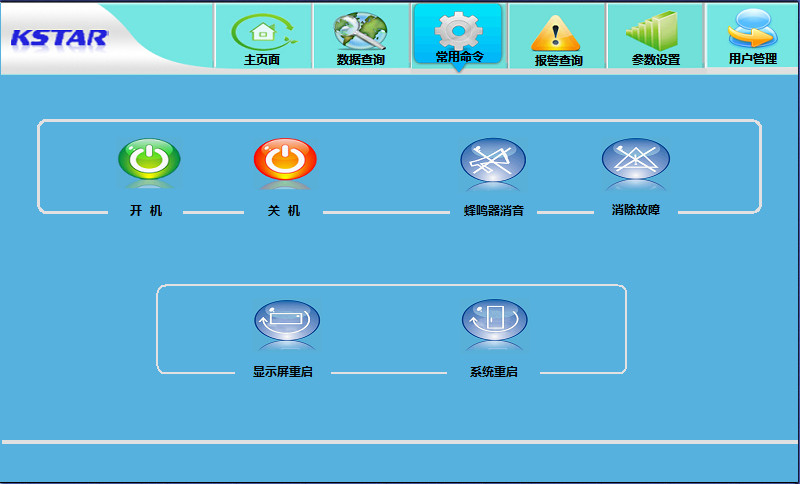 KSTAR
主页面
数据查询
常用命令
报警查询
参数设置
用户管理
开 机
关 机
蜂鸣器消音
消除故障
显示屏重启
系统重启